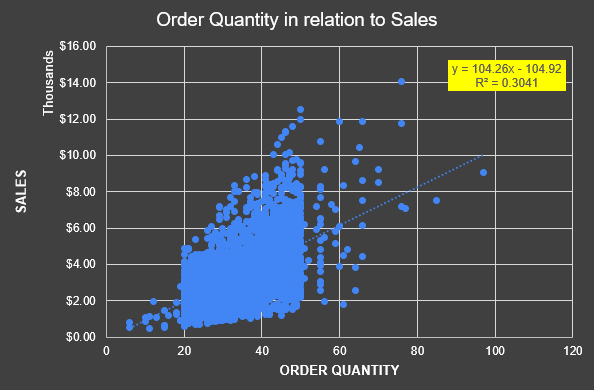 Order Quantity in relation to Sales
$16.00
$14.00
$12.00
$10.00
$8.00
$6.00
$4.00
$2.00
$0.00
Thousands
SALES
y = 104.26x - 104.92
R² = 0.3041
0 20 40 60 80 100 120
ORDER QUANTITY